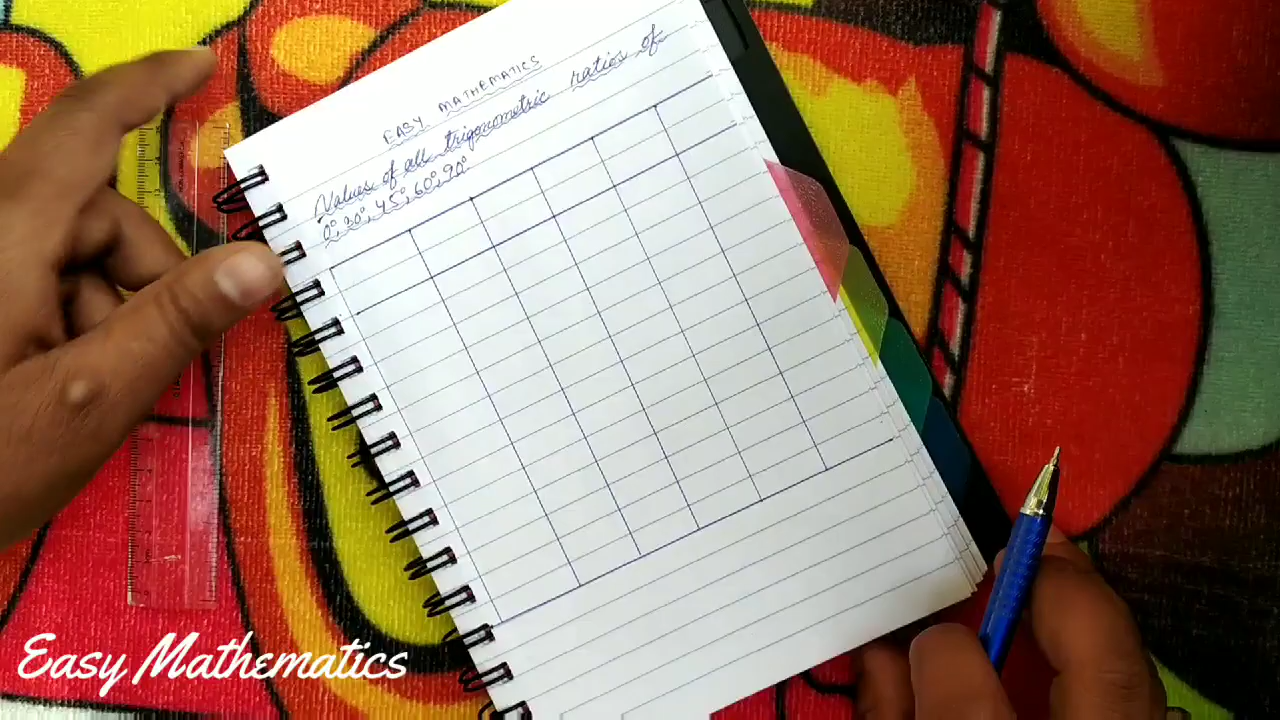 EASY MATHEMATICS
Values of all trigonometric ratios of
0°, 30°, 45°, 60°, 90°
Easy Mathematics